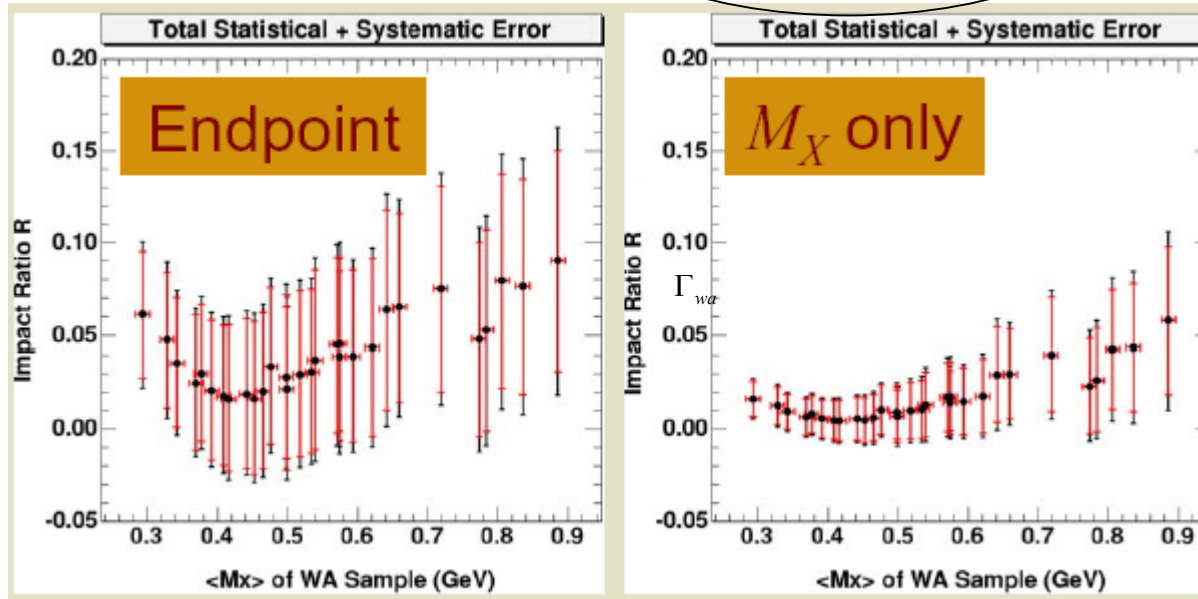 Total Statistical + Systematic Error
Endpoint
0.20
0.15
0.10
0.05
0.00
-0.05
Impact Ratio R
0.3 0.4 0.5 0.6 0.7 0.8 0.9
<Mx> of WA Sample (GeV)
Total Statistical + Systematic Error
M_X only
0.20
0.15
0.10
0.05
0.00
-0.05
Impact Ratio R
Γ_wa
0.3 0.4 0.5 0.6 0.7 0.8 0.9
<Mx> of WA Sample (GeV)